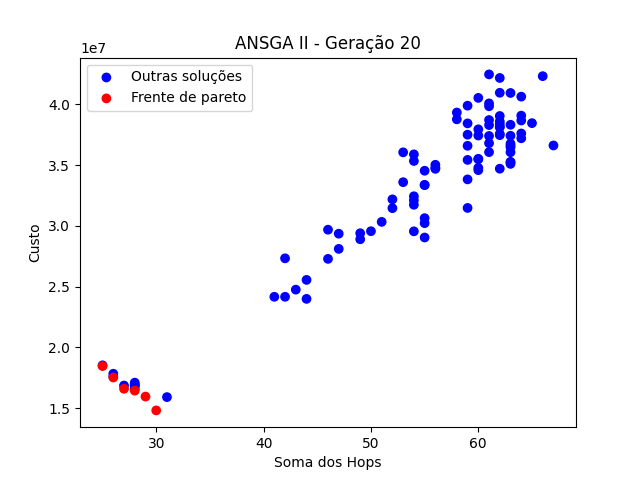 ANSGA II - Geração 20
1e7
Outras soluções
Frente de pareto
4.0
3.5
3.0
2.5
2.0
1.5
Custo
30
40
50
60
Soma dos Hops